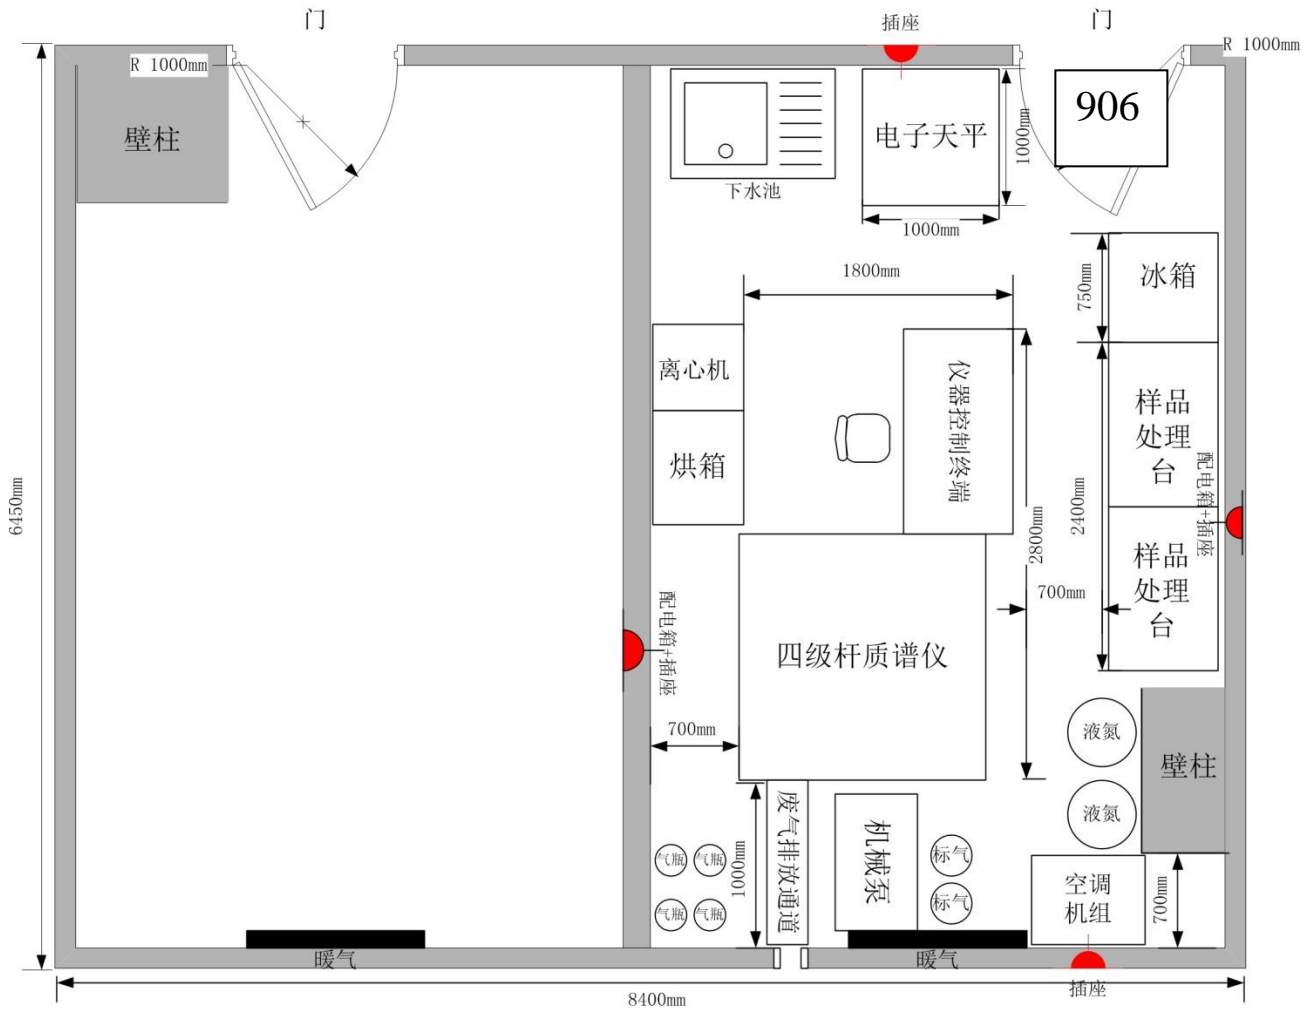 门
插座
门
R 1000mm
R 1000mm
壁柱
下水池
电子天平
1000mm
1000mm
906
1800mm
750mm
冰箱
离心机
烘箱
仪器控制终端
样品
处理
台
配电箱+插座
2400mm
2800mm
样品
处理
台
6450mm
700mm
配电箱+插座
四级杆质谱仪
700mm
液氮
壁柱
液氮
1000mm
废气排放通道
机械泵
标气
标气
气瓶
气瓶
气瓶
气瓶
空调
机组
700mm
暖气
暖气
插座
8400mm